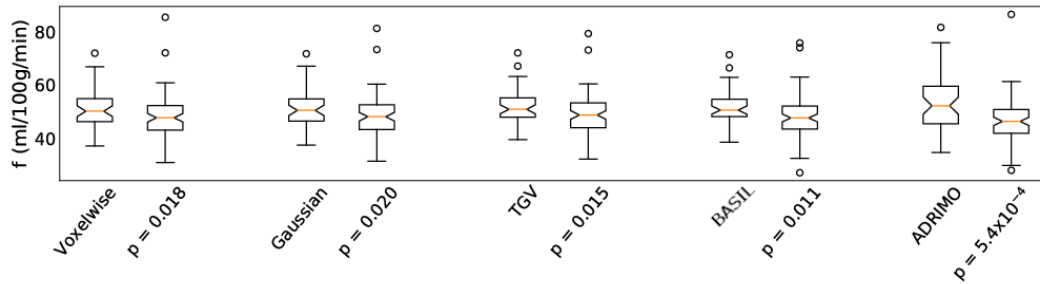 f (ml/100g/min)
80
60
40
Voxelwise
p = 0.018
Gaussian
p = 0.020
TGV
p = 0.015
BASIL
p = 0.011
ADRIMO
p = 5.4x10⁻⁴